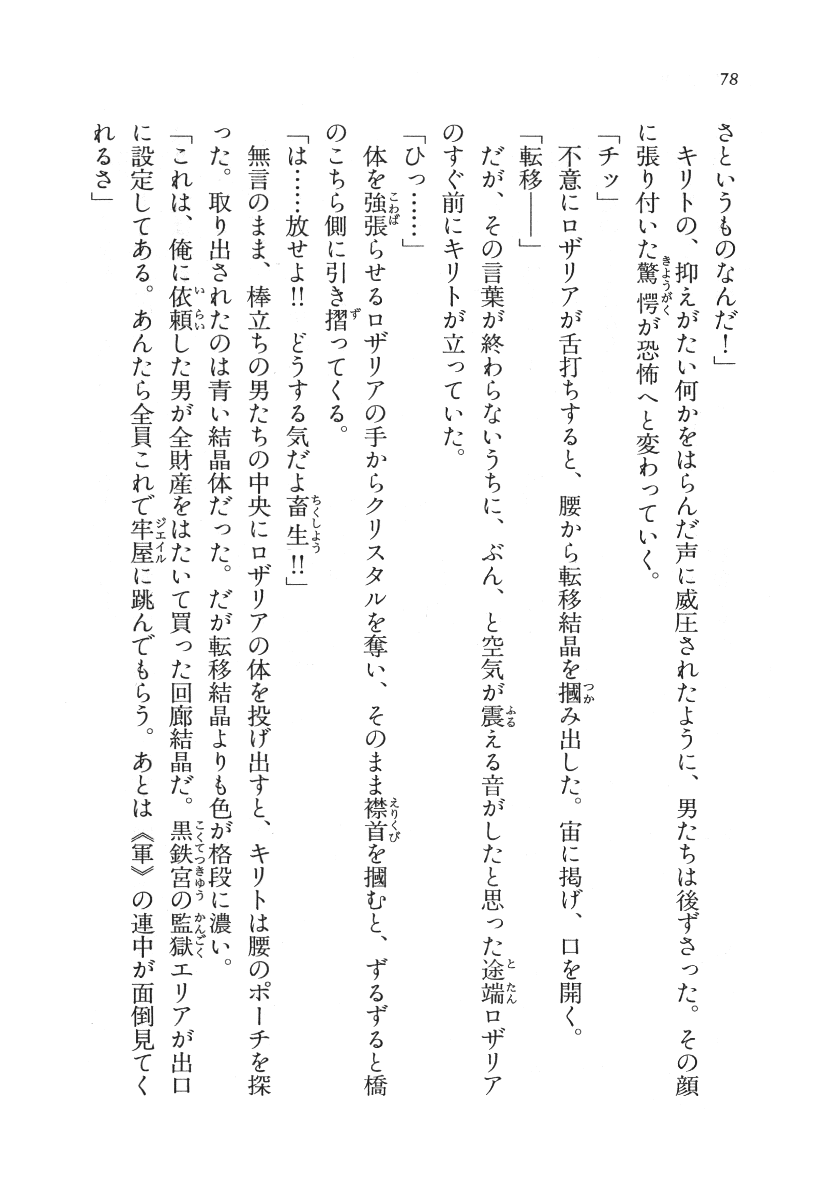 78
さというものなんだ！」
　キリトの、抑えがたい何かをはらんだ声に威圧されたように、男たちは後ずさった。その顔
に張り付いた驚愕が恐怖へと変わっていく。
「チッ」
　不意にロザリアが舌打ちすると、腰から転移結晶を摑み出した。宙に掲げ、口を開く。
「転移――」
　だが、その言葉が終わらないうちに、ぶん、と空気が震える音がしたと思った途端ロザリア
のすぐ前にキリトが立っていた。
「ひっ……」
　体を強張らせるロザリアの手からクリスタルを奪い、そのまま襟首を摑むと、ずるずると橋
のこちら側に引き摺ってくる。
「は……放せよ!!　どうする気だよ畜生!!」
　無言のまま、棒立ちの男たちの中央にロザリアの体を投げ出すと、キリトは腰のポーチを探
った。取り出されたのは青い結晶体だった。だが転移結晶よりも色が格段に濃い。
「これは、俺に依頼した男が全財産をはたいて買った回廊結晶だ。黒鉄宮の監獄エリアが出口
に設定してある。あんたら全員これで牢屋に跳んでもらう。あとは《軍》の連中が面倒見てく
れるさ」